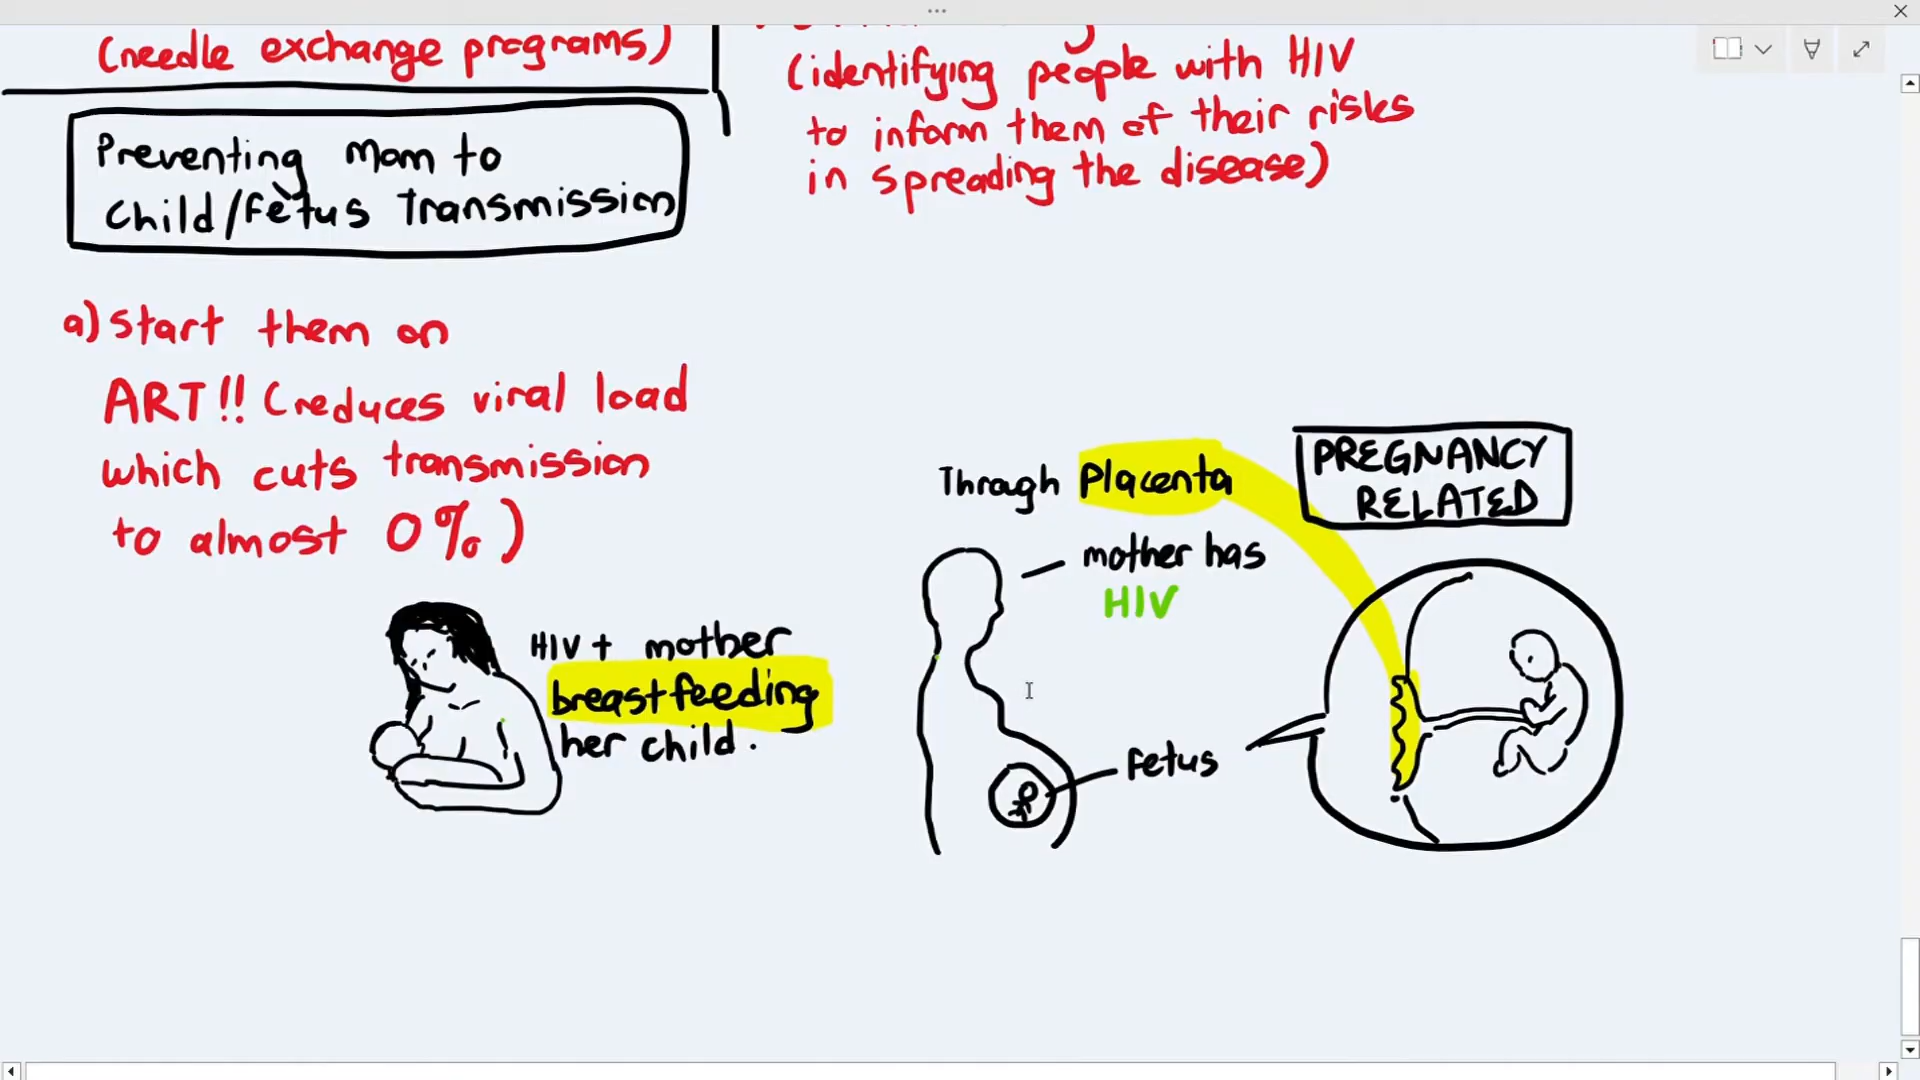 (needle exchange programs)
(identifying people with HIV
to inform them of their risks
in spreading the disease)
Preventing Mom to
Child/Fetus Transmission
a) Start them on
ART!! (reduces viral load
which cuts transmission
to almost 0%)
HIV+ mother
breastfeeding
her child.
Through Placenta
PREGNANCY
RELATED
mother has
HIV
fetus